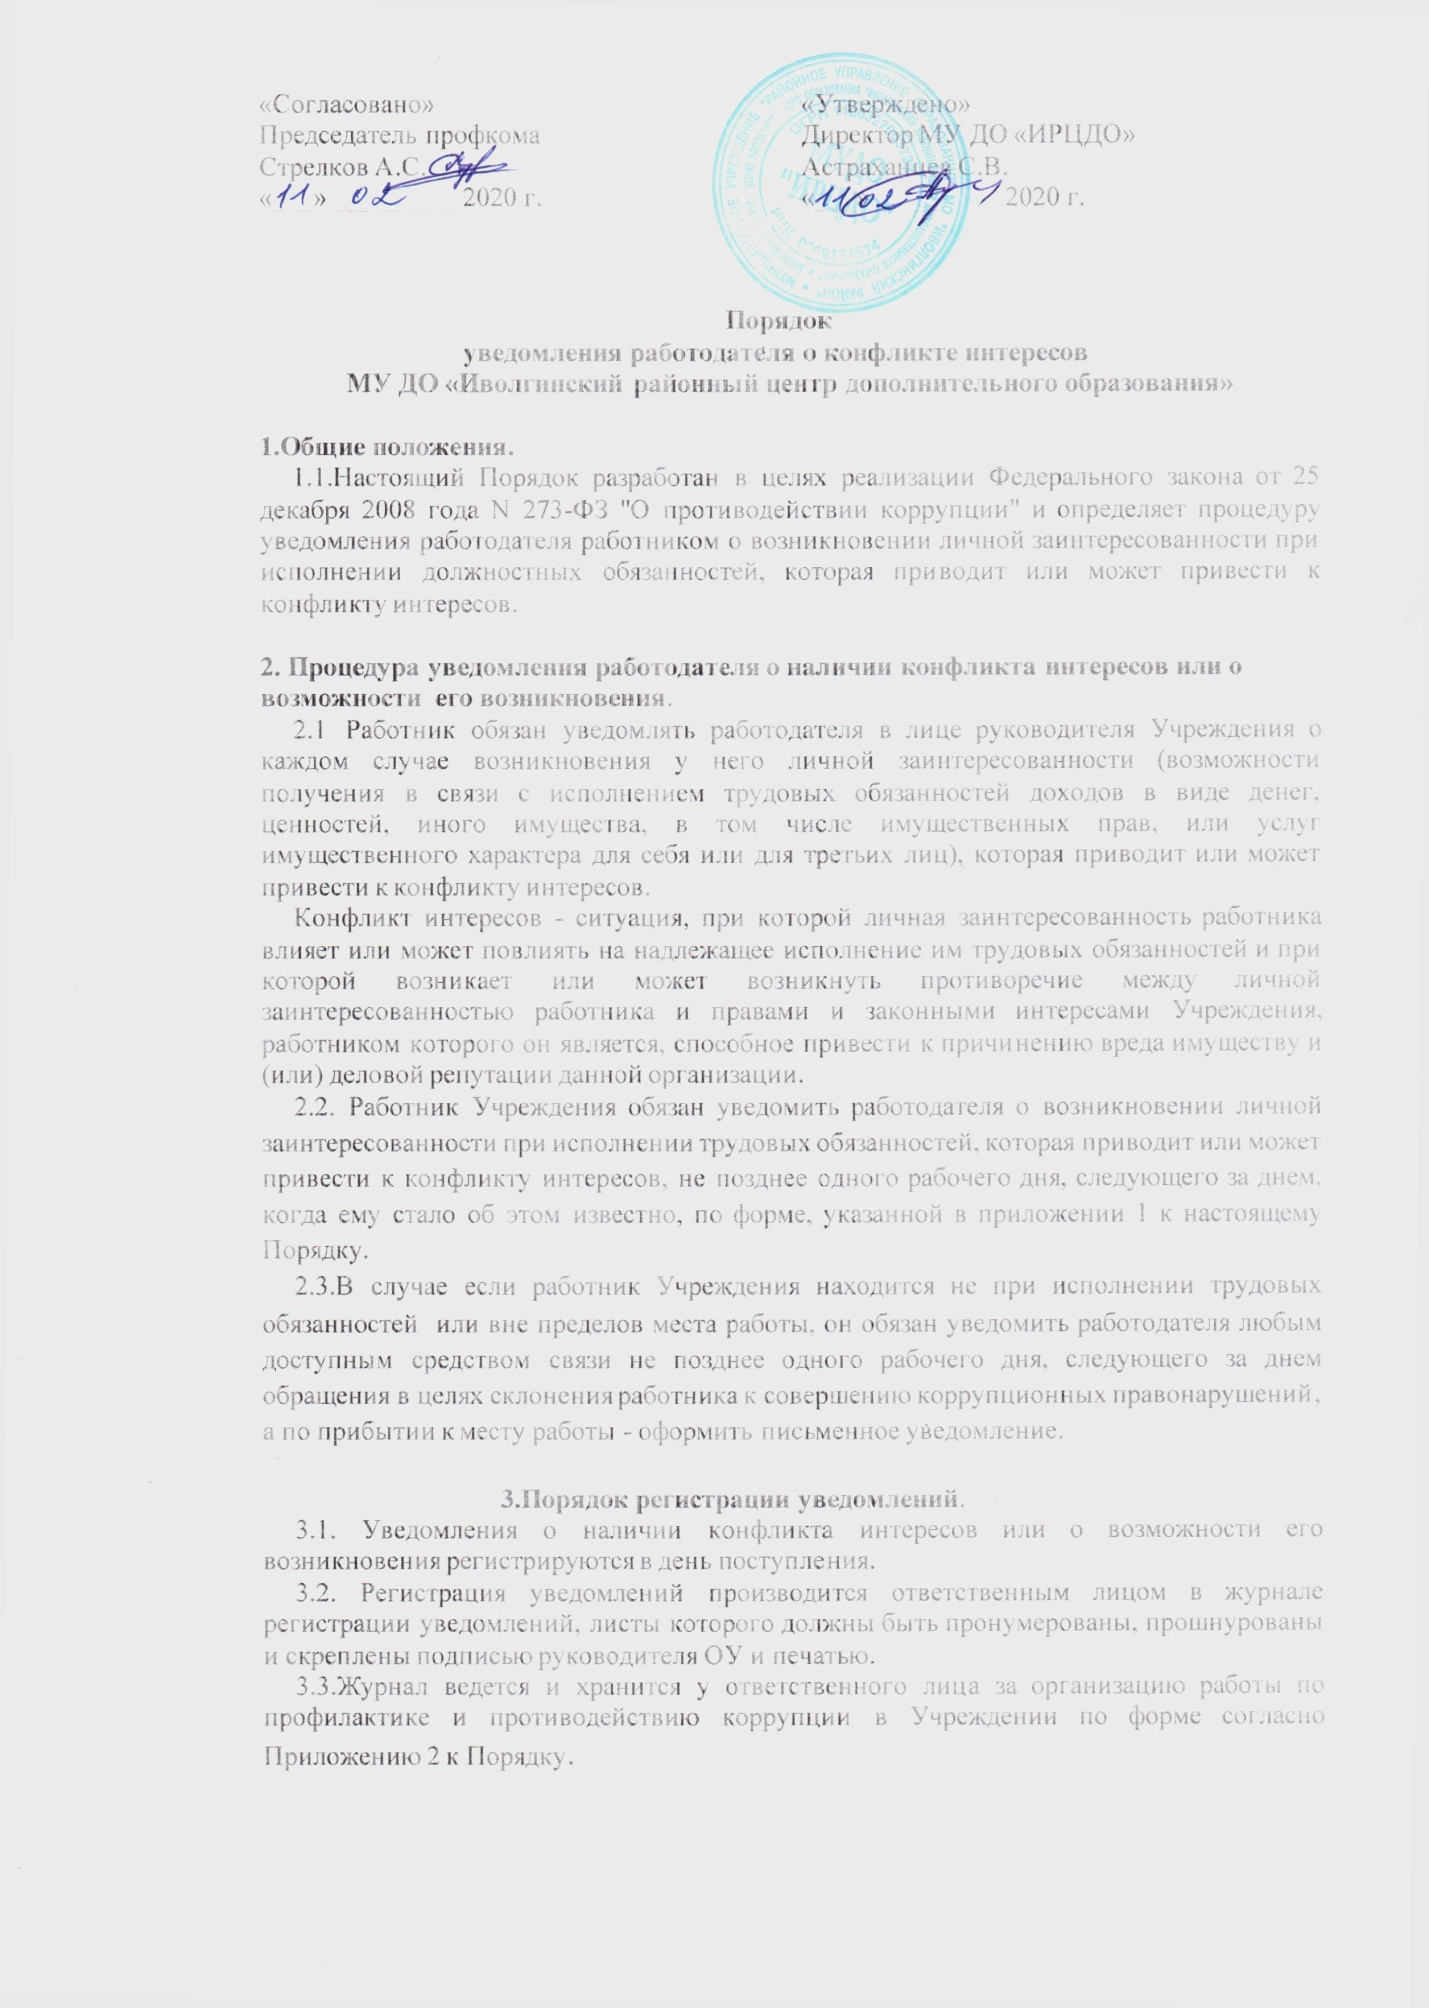 «Согласовано»
Председатель профкома
Стрелков А.С.
«11» 02 2020 г.
«Утверждено»
Директор МУ ДО «ИРЦДО»
Астраханцев С.В.
«11 02 2020 г.
Порядок
уведомления работодателя о конфликте интересов
МУ ДО «Иволгинский районный центр дополнительного образования»
1.Общие положения.
1.1.Настоящий Порядок разработан в целях реализации Федерального закона от 25
декабря 2008 года N 273-ФЗ "О противодействии коррупции" и определяет процедуру
уведомления работодателя работником о возникновении личной заинтересованности при
исполнении должностных обязанностей, которая приводит или может привести к
конфликту интересов.
2. Процедура уведомления работодателя о наличии конфликта интересов или о
возможности его возникновения.
2.1 Работник обязан уведомлять работодателя в лице руководителя Учреждения о
каждом случае возникновения у него личной заинтересованности (возможности
получения в связи с исполнением трудовых обязанностей доходов в виде денег,
ценностей, иного имущества, в том числе имущественных прав, или услуг
имущественного характера для себя или для третьих лиц), которая приводит или может
привести к конфликту интересов.
Конфликт интересов - ситуация, при которой личная заинтересованность работника
влияет или может повлиять на надлежащее исполнение им трудовых обязанностей и при
которой возникает или может возникнуть противоречие между личной
заинтересованностью работника и правами и законными интересами Учреждения,
работником которого он является, способное привести к причинению вреда имуществу и
(или) деловой репутации данной организации.
2.2. Работник Учреждения обязан уведомить работодателя о возникновении личной
заинтересованности при исполнении трудовых обязанностей, которая приводит или может
привести к конфликту интересов, не позднее одного рабочего дня, следующего за днем,
когда ему стало об этом известно, по форме, указанной в приложении 1 к настоящему
Порядку.
2.3.В случае если работник Учреждения находится не при исполнении трудовых
обязанностей или вне пределов места работы, он обязан уведомить работодателя любым
доступным средством связи не позднее одного рабочего дня, следующего за днем
обращения в целях склонения работника к совершению коррупционных правонарушений,
а по прибытии к месту работы - оформить письменное уведомление.
3.Порядок регистрации уведомлений.
3.1. Уведомления о наличии конфликта интересов или о возможности его
возникновения регистрируются в день поступления.
3.2. Регистрация уведомлений производится ответственным лицом в журнале
регистрации уведомлений, листы которого должны быть пронумерованы, прошнурованы
и скреплены подписью руководителя ОУ и печатью.
3.3.Журнал ведется и хранится у ответственного лица за организацию работы по
профилактике и противодействию коррупции в Учреждении по форме согласно
Приложению 2 к Порядку.